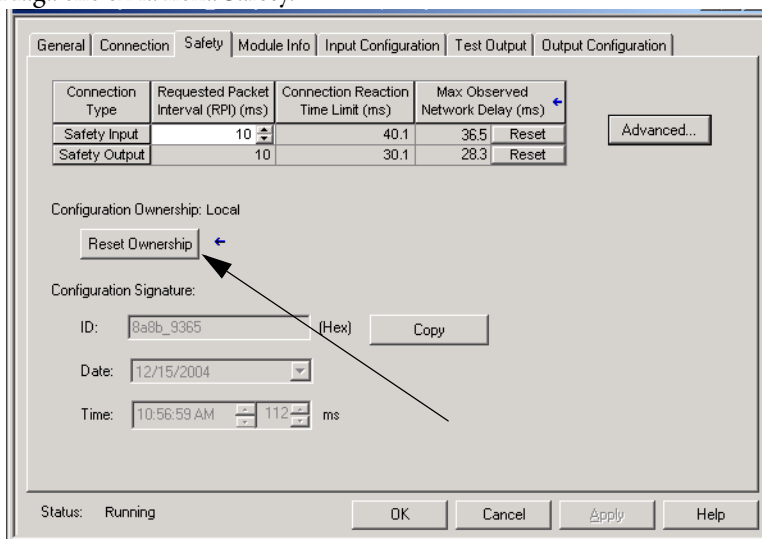 General Connection Safety Module Info Input Configuration Test Output Output Configuration
Connection Type Requested Packet Interval (RPI) (ms) Connection Reaction Time Limit (ms) Max Observed Network Delay (ms)
Safety Input 10 40.1 36.5 Reset
Safety Output 10 30.1 28.3 Reset
Advanced...
Configuration Ownership: Local
Reset Ownership
Configuration Signature:
ID: 8a8b_9365 (Hex) Copy
Date: 12/15/2004
Time: 10:56:59 AM 112 ms
Status: Running OK Cancel Apply Help